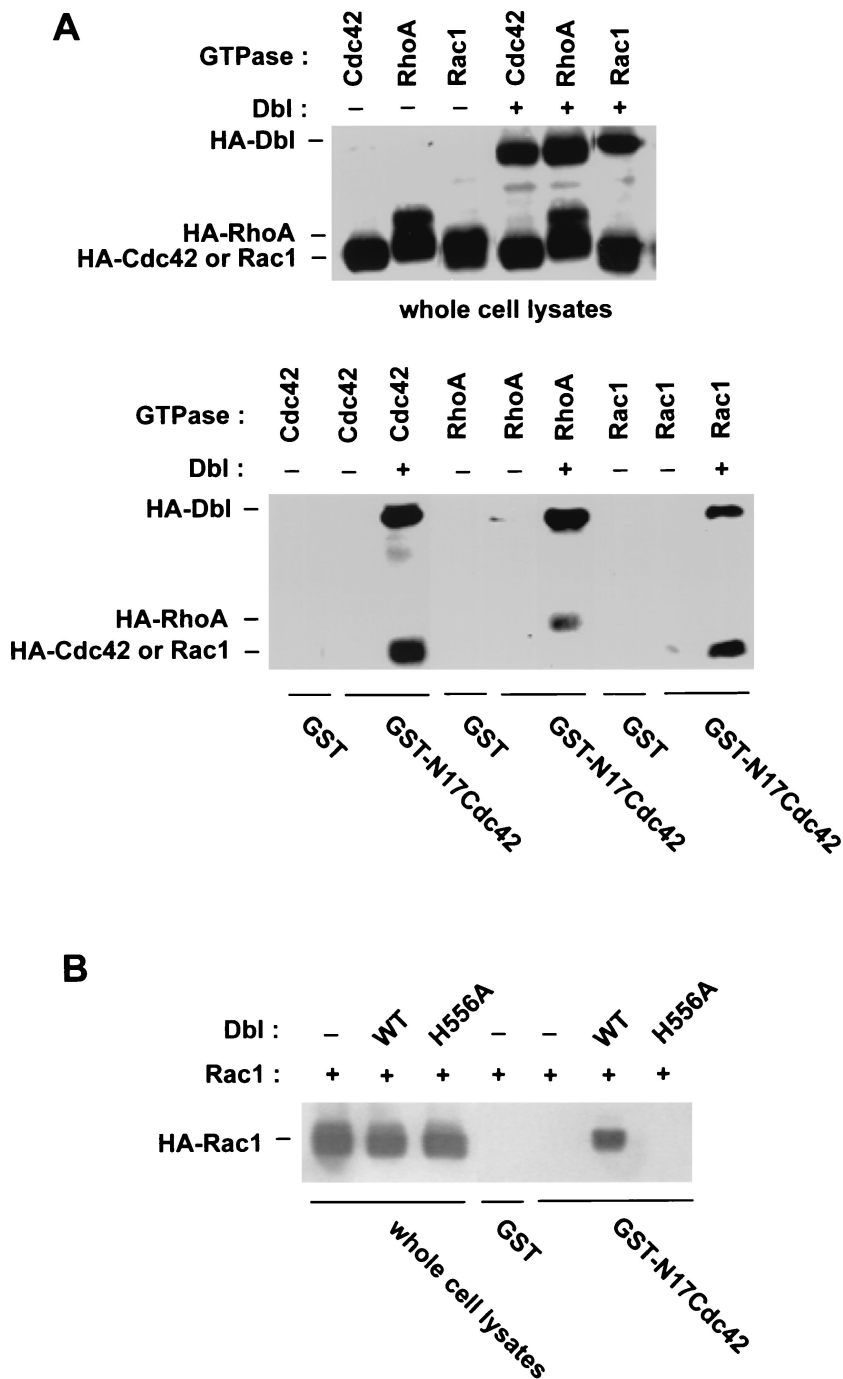 A
GTPase : Cdc42 RhoA Rac1 Cdc42 RhoA Rac1
Dbl : – – – + + +
HA-Dbl –
HA-RhoA –
HA-Cdc42 or Rac1 –
whole cell lysates
GTPase : Cdc42 Cdc42 Cdc42 RhoA RhoA RhoA Rac1 Rac1 Rac1
Dbl : – – + – – + – – +
HA-Dbl –
HA-RhoA –
HA-Cdc42 or Rac1 –
GST GST-N17Cdc42 GST GST-N17Cdc42 GST GST-N17Cdc42
B
Dbl : – WT H556A – – WT H556A
Rac1 : + + + + + + +
HA-Rac1 –
whole cell lysates GST GST-N17Cdc42